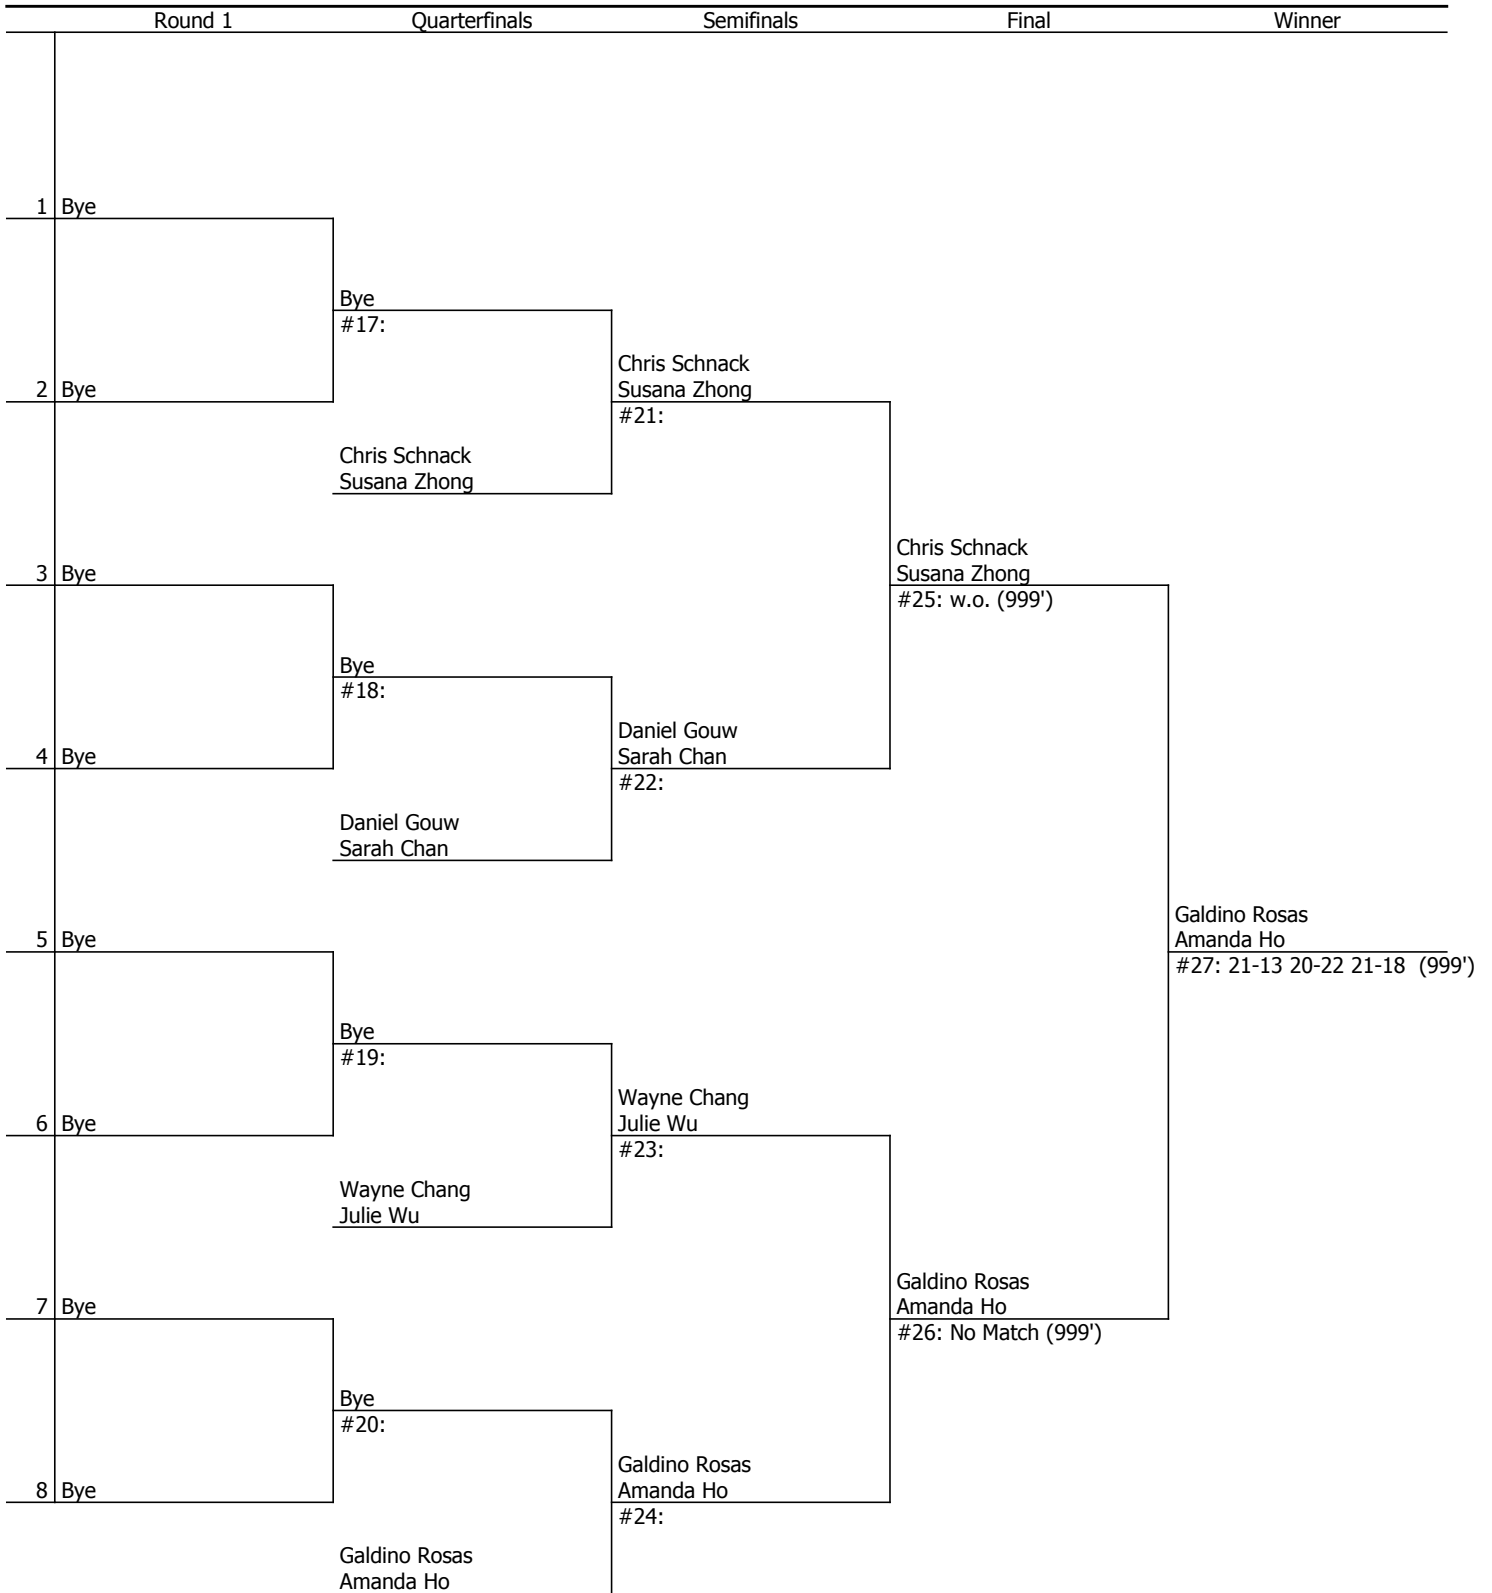 Round 1 Quarterfinals Semifinals Final Winner
1 Bye
Bye
#17:
Chris Schnack
2 Bye Susana Zhong
#21:
Chris Schnack
Susana Zhong
Chris Schnack
3 Bye Susana Zhong
#25: w.o. (999')
Bye
#18:
Daniel Gouw
4 Bye Sarah Chan
#22:
Daniel Gouw
Sarah Chan
Galdino Rosas
5 Bye Amanda Ho
#27: 21-13 20-22 21-18 (999')
Bye
#19:
Wayne Chang
6 Bye Julie Wu
#23:
Wayne Chang
Julie Wu
Galdino Rosas
7 Bye Amanda Ho
#26: No Match (999')
Bye
#20:
Galdino Rosas
8 Bye Amanda Ho
#24:
Galdino Rosas
Amanda Ho